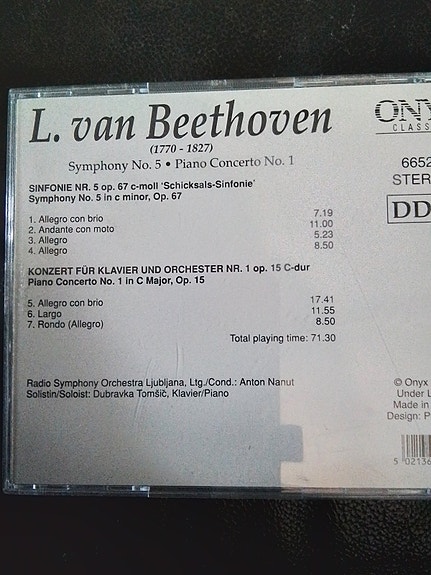 L. van Beethoven
(1770 - 1827)
Symphony No. 5 • Piano Concerto No. 1
SINFONIE NR. 5 op. 67 c-moll 'Schicksals-Sinfonie'
Symphony No. 5 in c minor, Op. 67
1. Allegro con brio 7.19
2. Andante con moto 11.00
3. Allegro 5.23
4. Allegro 8.50
KONZERT FÜR KLAVIER UND ORCHESTER NR. 1 op. 15 C-dur
Piano Concerto No. 1 in C Major, Op. 15
5. Allegro con brio 17.41
6. Largo 11.55
7. Rondo (Allegro) 8.50
Total playing time: 71.30
Radio Symphony Orchestra Ljubljana, Ltg./Cond.: Anton Nanut
Solistin/Soloist: Dubravka Tomšič, Klavier/Piano
ONY
CLASS
6652
STER
DD
© Onyx
Under L
Made in
Design: P
5 02136